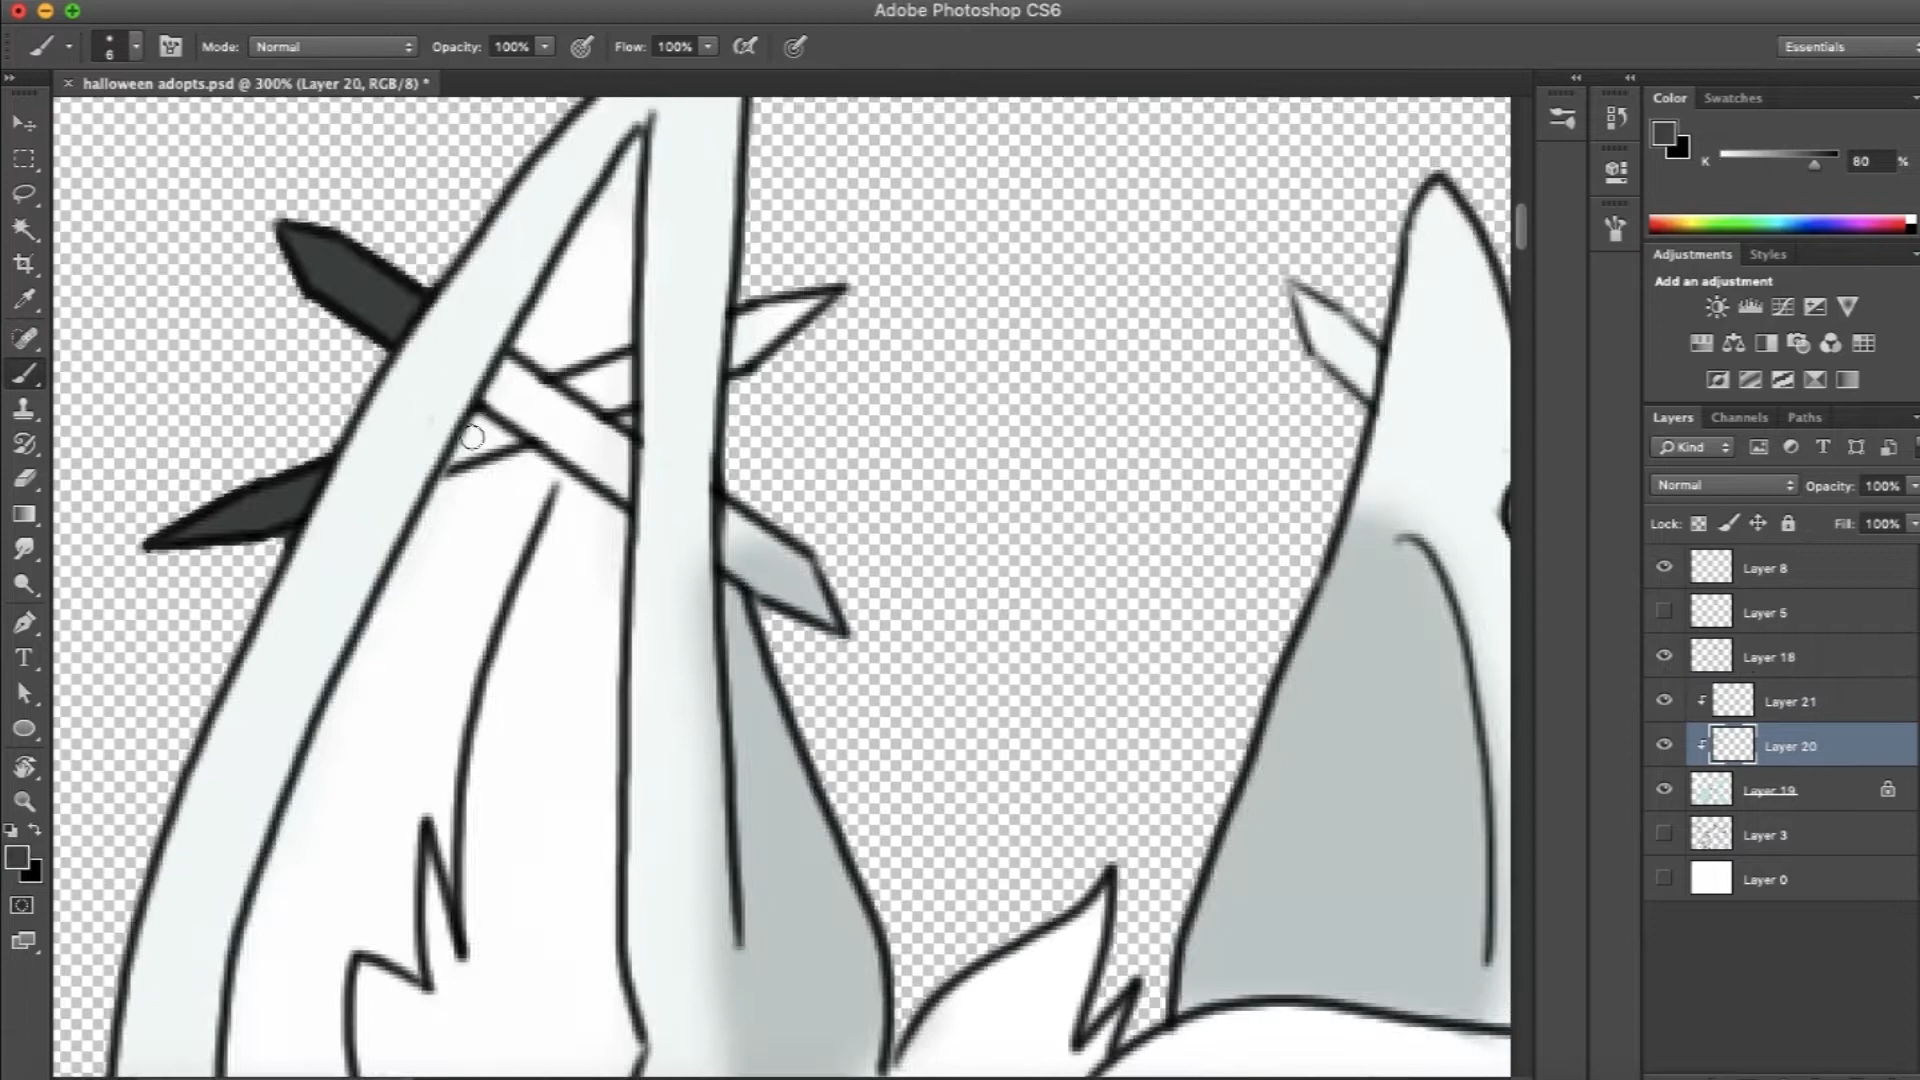 Adobe Photoshop CS6
6 Mode: Normal Opacity: 100% Flow: 100% Essentials
× halloween adopts.psd @ 300% (Layer 20, RGB/8) *
Color Swatches
K 80 %
Adjustments Styles
Add an adjustment
Layers Channels Paths
Kind
Normal Opacity: 100%
Lock: Fill: 100%
Layer 8
Layer 5
Layer 18
Layer 21
Layer 20
Layer 19
Layer 3
Layer 0